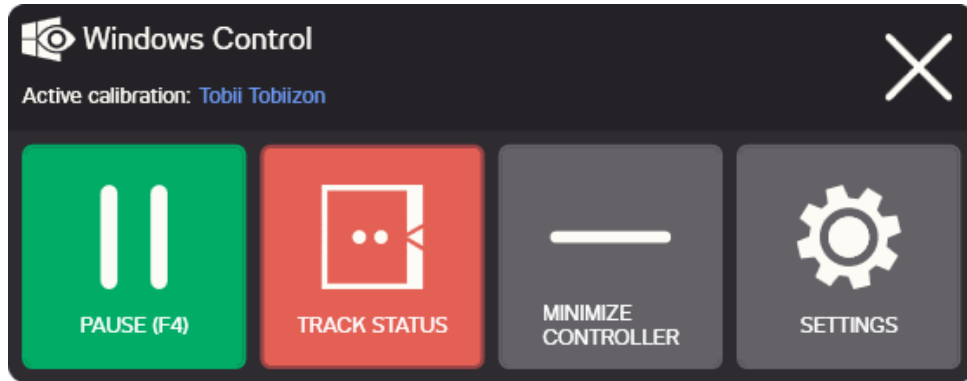 Windows Control
Active calibration: Tobii Tobiizon
PAUSE (F4)
TRACK STATUS
MINIMIZE
CONTROLLER
SETTINGS